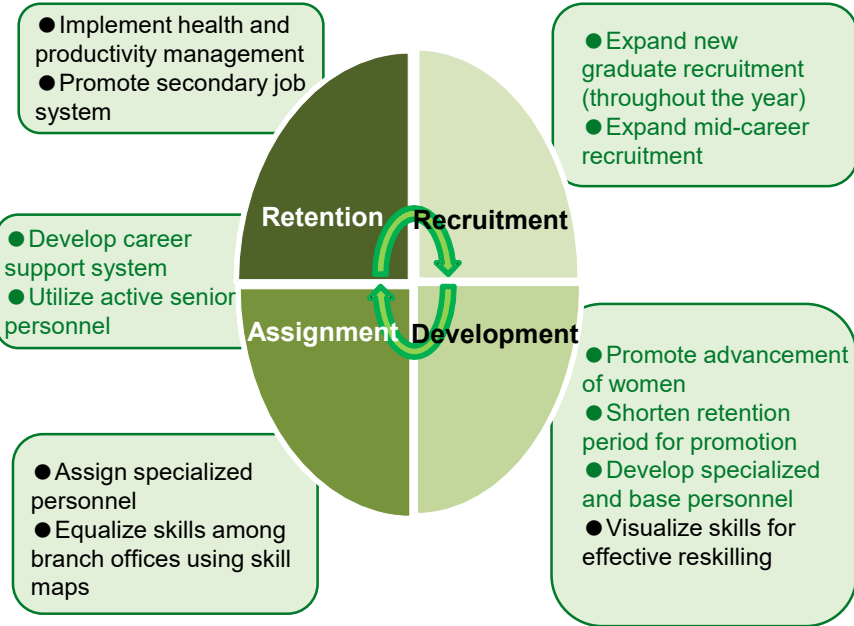 ●Implement health and
productivity management
●Promote secondary job
system
●Expand new
graduate recruitment
(throughout the year)
●Expand mid-career
recruitment
Retention
Recruitment
●Develop career
support system
●Utilize active senior
personnel
Assignment
Development
●Promote advancement
of women
●Shorten retention
period for promotion
●Develop specialized
and base personnel
●Visualize skills for
effective reskilling
●Assign specialized
personnel
●Equalize skills among
branch offices using skill
maps